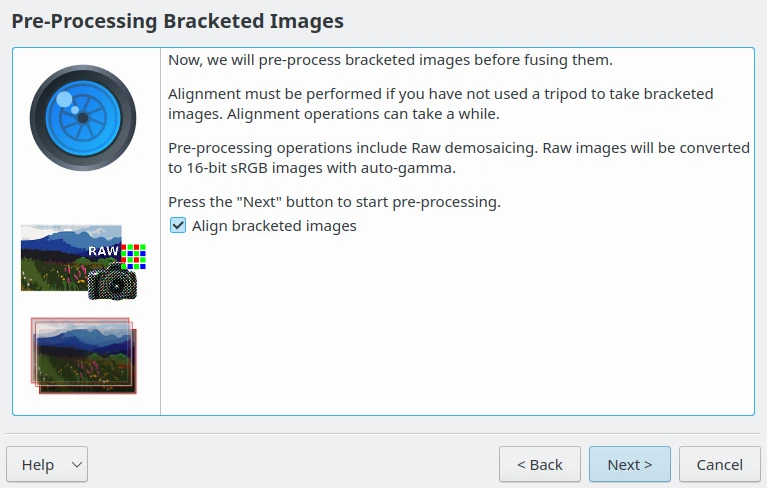 Pre-Processing Bracketed Images
Now, we will pre-process bracketed images before fusing them.
Alignment must be performed if you have not used a tripod to take bracketed
images. Alignment operations can take a while.
Pre-processing operations include Raw demosaicing. Raw images will be converted
to 16-bit sRGB images with auto-gamma.
Press the "Next" button to start pre-processing.
Align bracketed images
RAW
Help
< Back
Next >
Cancel